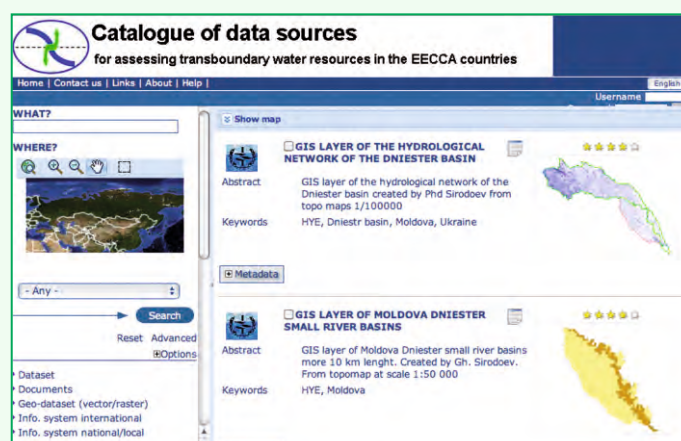 Catalogue of data sources
for assessing transboundary water resources in the EECCA countries
Home | Contact us | Links | About | Help |
English
Username
WHAT?
WHERE?
- Any -
Search
Reset Advanced
Options
Dataset
Documents
Geo-dataset (vector/raster)
Info. system international
Info. system national/local
Show map
GIS LAYER OF THE HYDROLOGICAL
NETWORK OF THE DNIESTER BASIN
Abstract GIS layer of the hydrological network of the
Dniester basin created by Phd Sirodoev from
topo maps 1/100000
Keywords HYE, Dniestr basin, Moldova, Ukraine
Metadata
GIS LAYER OF MOLDOVA DNIESTER
SMALL RIVER BASINS
Abstract GIS layer of Moldova Dniester small river basins
more 10 km lenght. Created by Gh. Sirodoev.
From topomap at scale 1:50 000
Keywords HYE, Moldova